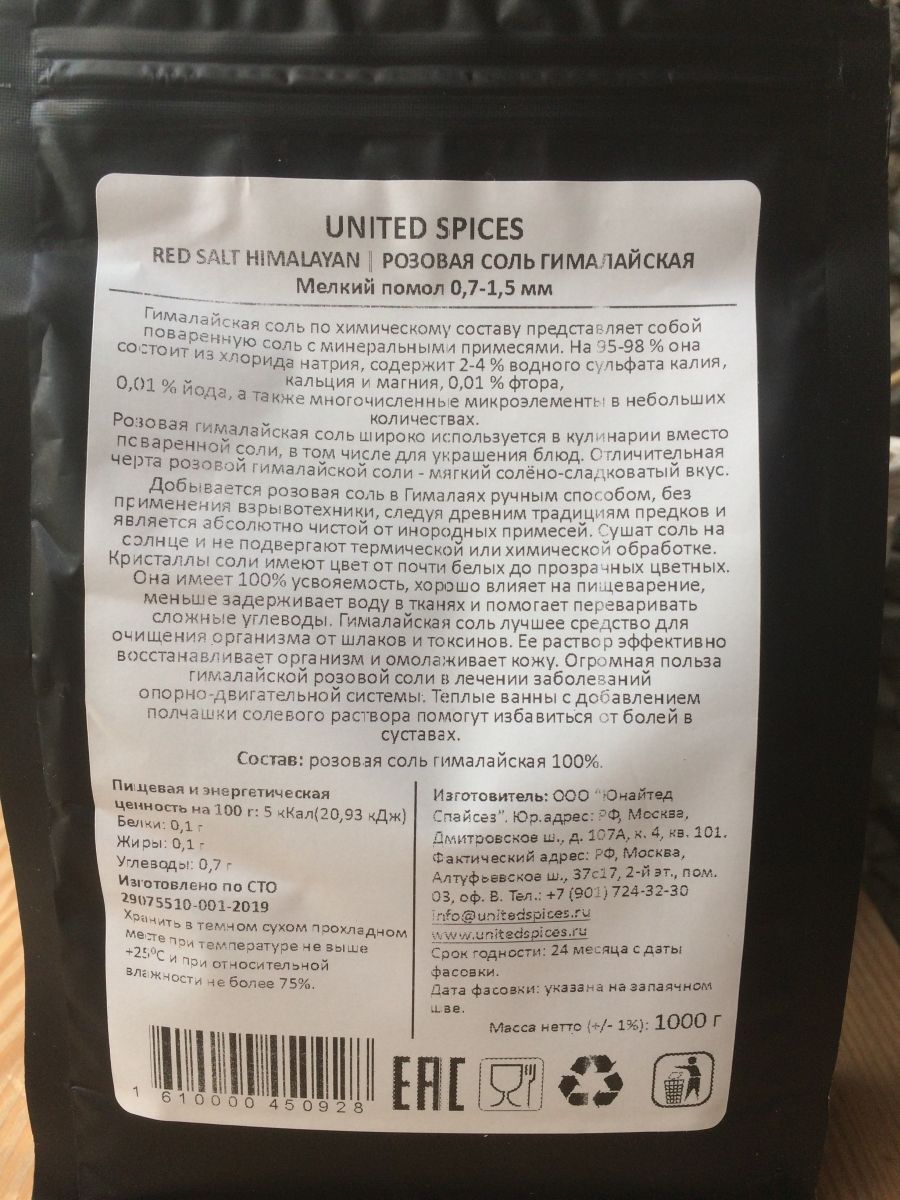 UNITED SPICES
RED SALT HIMALAYAN | РОЗОВАЯ СОЛЬ ГИМАЛАЙСКАЯ
Мелкий помол 0,7-1,5 мм
Гималайская соль по химическому составу представляет собой
поваренную соль с минеральными примесями. На 95-98 % она
состоит из хлорида натрия, содержит 2-4 % водного сульфата калия,
кальция и магния, 0,01 % фтора,
0,01 % йода, а также многочисленные микроэлементы в небольших
количествах.
Розовая гималайская соль широко используется в кулинарии вместо
поваренной соли, в том числе для украшения блюд. Отличительная
черта розовой гималайской соли - мягкий солёно-сладковатый вкус.
Добывается розовая соль в Гималаях ручным способом, без
применения взрывотехники, следуя древним традициям предков и
является абсолютно чистой от инородных примесей. Сушат соль на
солнце и не подвергают термической или химической обработке.
Кристаллы соли имеют цвет от почти белых до прозрачных цветных.
Она имеет 100% усвояемость, хорошо влияет на пищеварение,
меньше задерживает воду в тканях и помогает переваривать
сложные углеводы. Гималайская соль лучшее средство для
очищения организма от шлаков и токсинов. Ее раствор эффективно
восстанавливает организм и омолаживает кожу. Огромная польза
гималайской розовой соли в лечении заболеваний
опорно-двигательной системы. Теплые ванны с добавлением
полчашки солевого раствора помогут избавиться от болей в
суставах.
Состав: розовая соль гималайская 100%.
Пищевая и энергетическая
ценность на 100 г: 5 кКал(20,93 кДж)
Белки: 0,1 г
Жиры: 0,1 г
Углеводы: 0,7 г
Изготовлено по СТО
29075510-001-2019
Хранить в темном сухом прохладном
месте при температуре не выше
+25°С и при относительной
влажности не более 75%.
Изготовитель: ООО "Юнайтед
Спайсез". Юр.адрес: РФ, Москва,
Дмитровское ш., д. 107А, к. 4, кв. 101.
Фактический адрес: РФ, Москва,
Алтуфьевское ш., 37с17, 2-й эт., пом.
03, оф. В. Тел.: +7 (901) 724-32-30
info@unitedspices.ru
www.unitedspices.ru
Срок годности: 24 месяца с даты
фасовки.
Дата фасовки: указана на запаячном
шве.
Масса нетто (+/- 1%): 1000 г
1 610000 450928
EAC